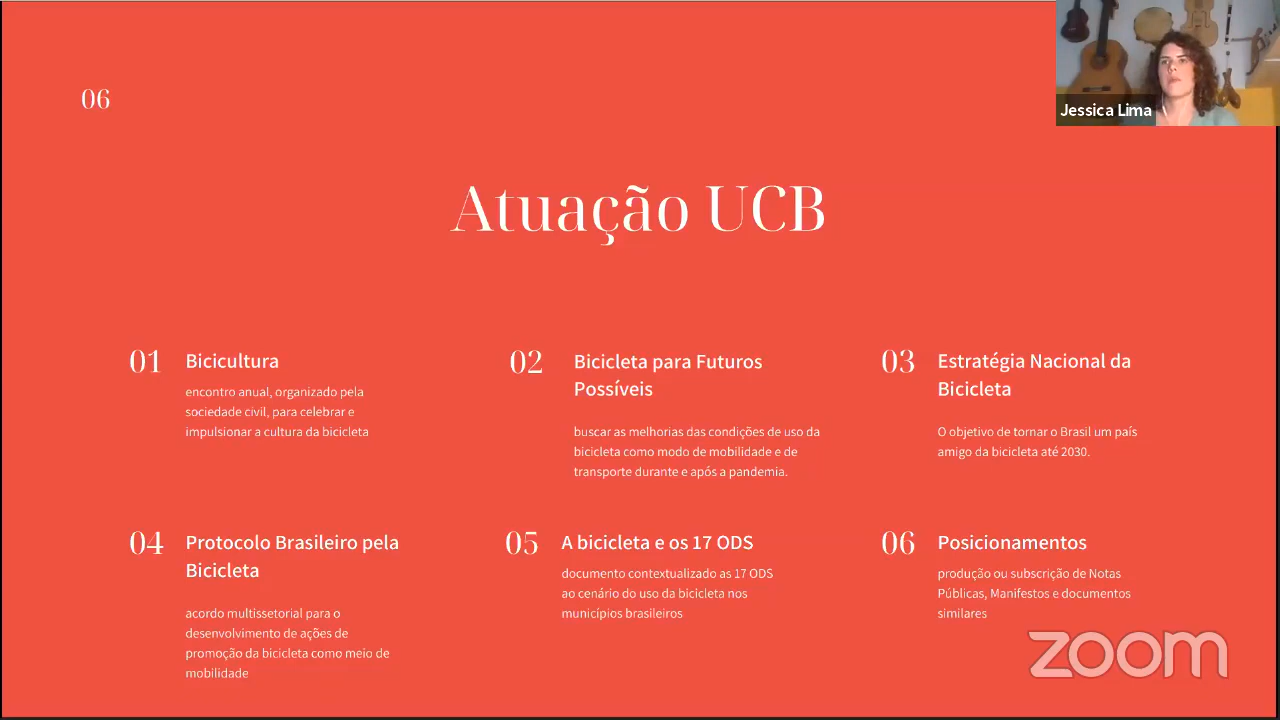 06
Jessica Lima
Atuação UCB
01
Bicicultura
encontro anual, organizado pela
sociedade civil, para celebrar e
impulsionar a cultura da bicicleta
02
Bicicleta para Futuros
Possíveis
buscar as melhorias das condições de uso da
bicicleta como modo de mobilidade e de
transporte durante e após a pandemia.
03
Estratégia Nacional da
Bicicleta
O objetivo de tornar o Brasil um país
amigo da bicicleta até 2030.
04
Protocolo Brasileiro pela
Bicicleta
acordo multissetorial para o
desenvolvimento de ações de
promoção da bicicleta como meio de
mobilidade
05
A bicicleta e os 17 ODS
documento contextualizado as 17 ODS
ao cenário do uso da bicicleta nos
municípios brasileiros
06
Posicionamentos
produção ou subscrição de Notas
Públicas, Manifestos e documentos
similares
zoom